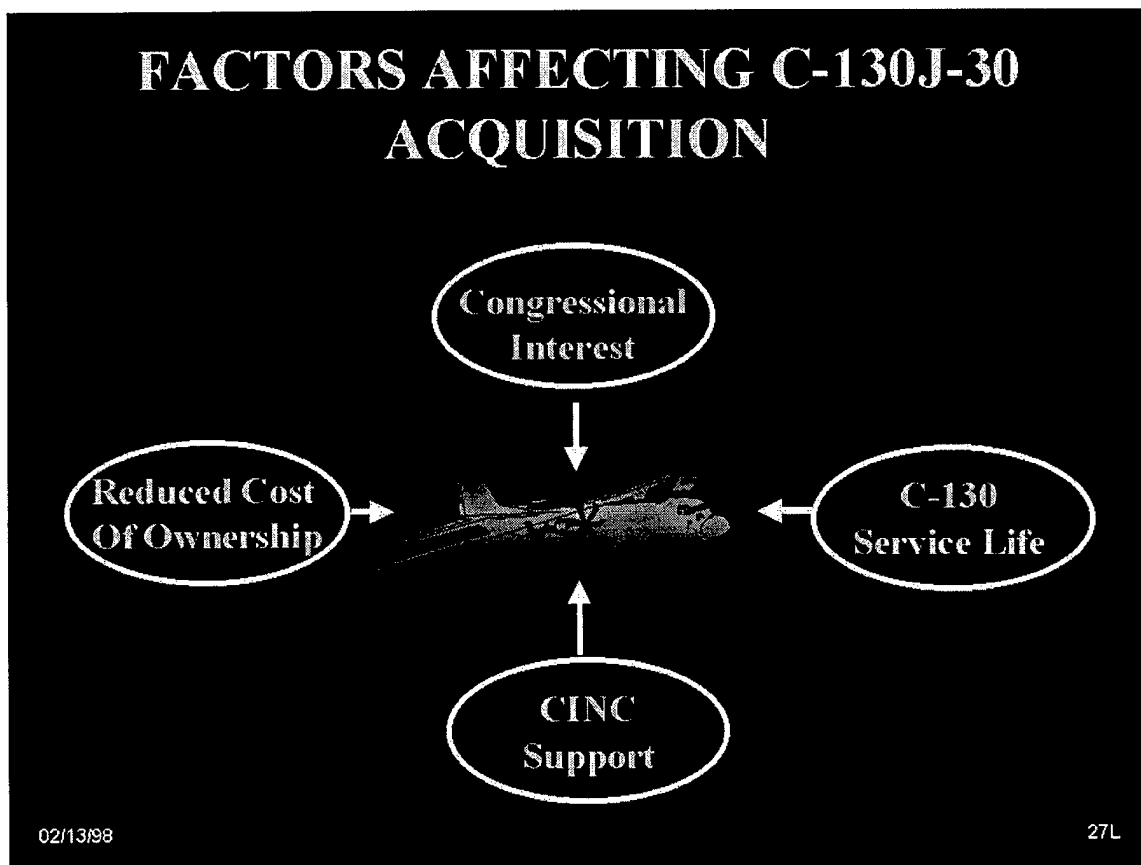 FACTORS AFFECTING C-130J-30
ACQUISITION
Congressional
Interest
Reduced Cost
Of Ownership
C-130
Service Life
CINC
Support
02/13/98
27L